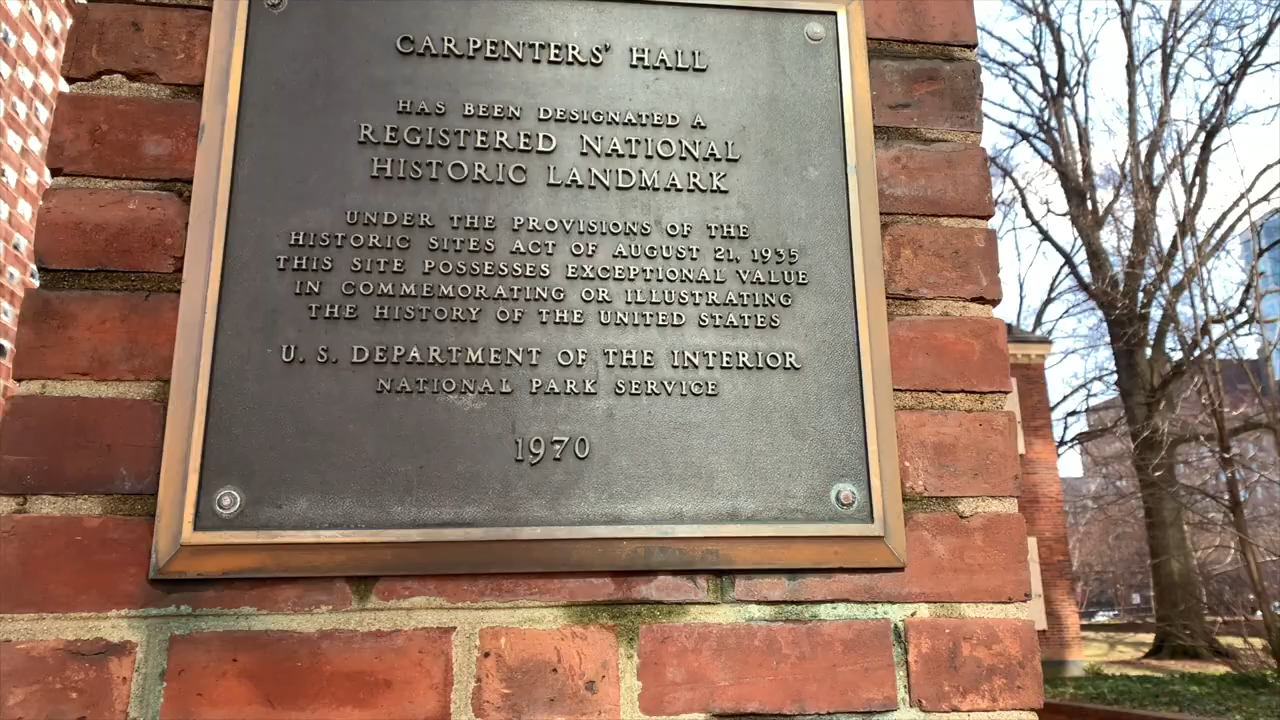 CARPENTERS' HALL
HAS BEEN DESIGNATED A
REGISTERED NATIONAL
HISTORIC LANDMARK
UNDER THE PROVISIONS OF THE
HISTORIC SITES ACT OF AUGUST 21, 1935
THIS SITE POSSESSES EXCEPTIONAL VALUE
IN COMMEMORATING OR ILLUSTRATING
THE HISTORY OF THE UNITED STATES
U. S. DEPARTMENT OF THE INTERIOR
NATIONAL PARK SERVICE
1970